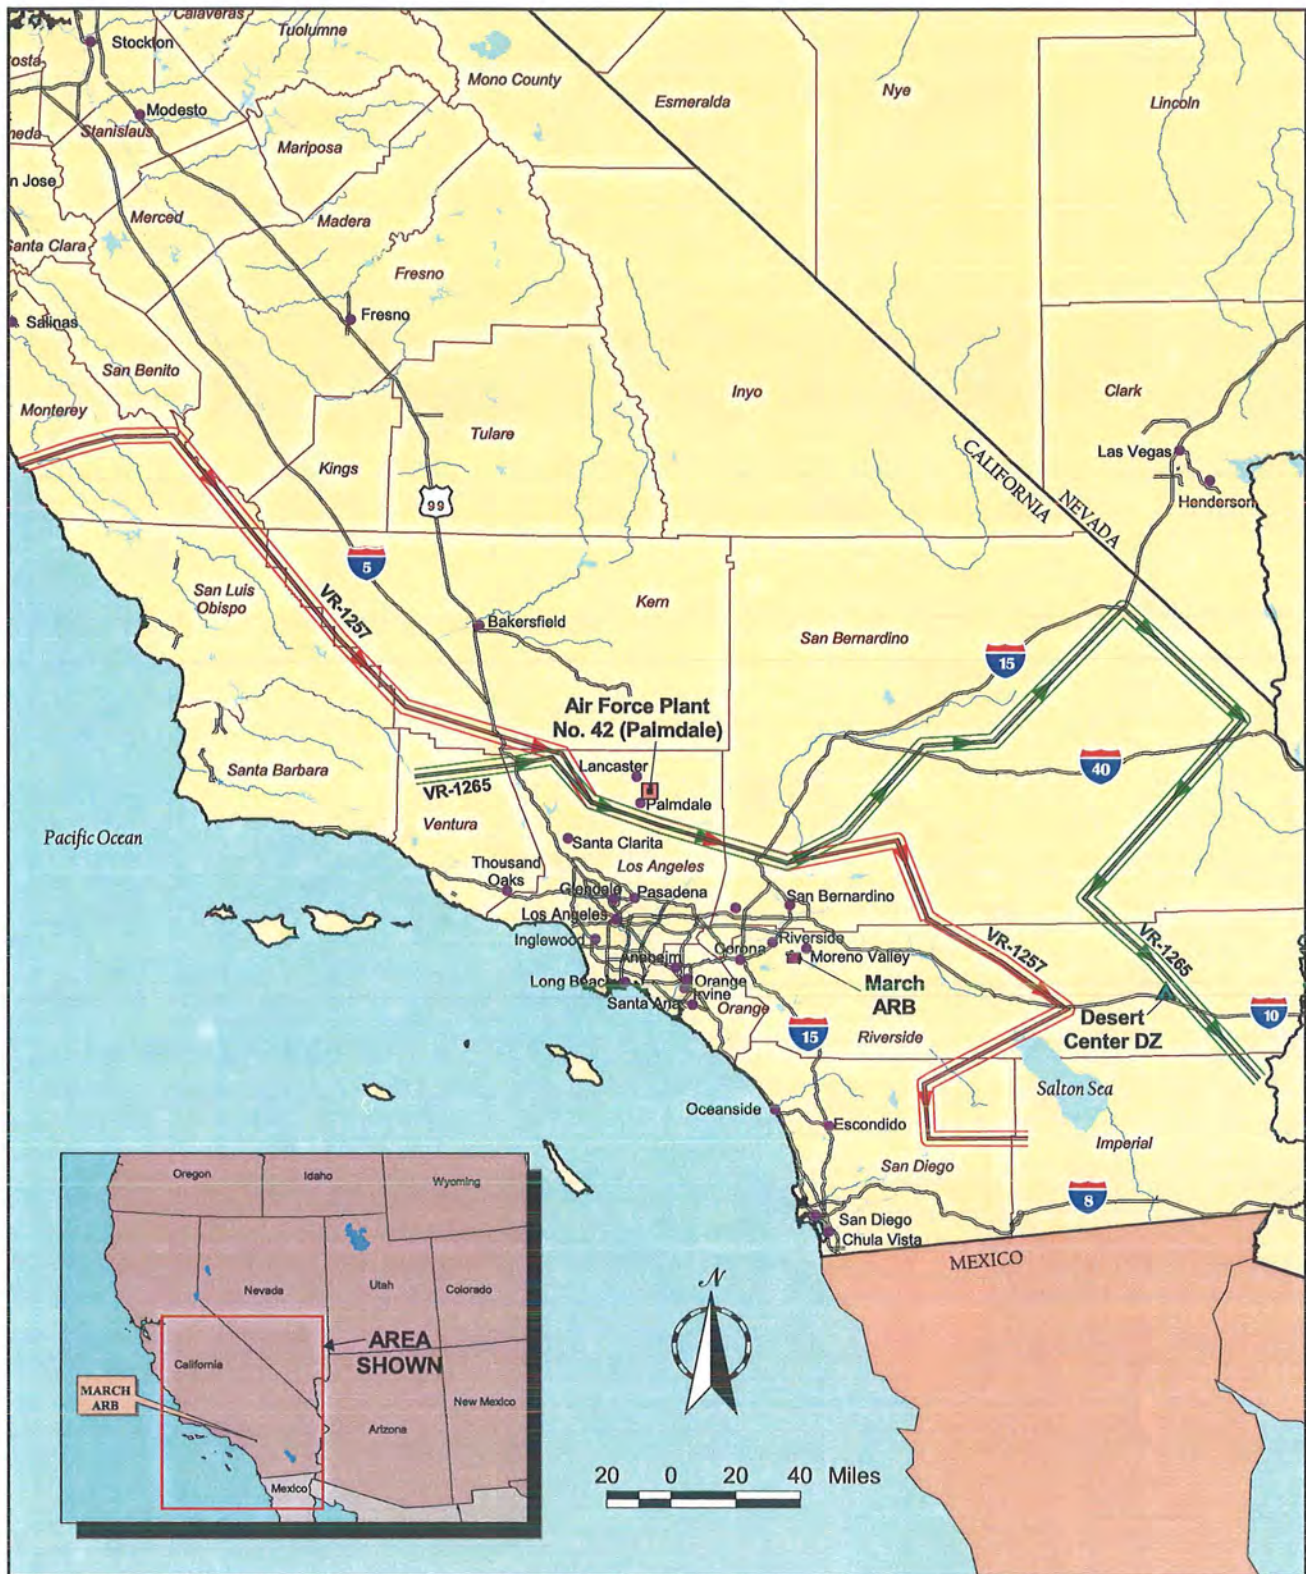 Calaveras
Tuolumne
Stockton
osta
Mono County
Esmeralda
Nye
Lincoln
Modesto
Stanislaus
meda
Mariposa
n Jose
Merced
Madera
Santa Clara
Fresno
Salinas
Fresno
San Benito
Monterey
Inyo
Clark
Tulare
Kings
Las Vegas
CALIFORNIA
NEVADA
Henderson
99
5
San Luis
Obispo
VR-1257
Kern
Bakersfield
San Bernardino
15
Air Force Plant
No. 42 (Palmdale)
Santa Barbara
Lancaster
40
VR-1265
Palmdale
Ventura
Pacific Ocean
Santa Clarita
Los Angeles
Thousand
Oaks
Glendale
Pasadena
San Bernardino
Los Angeles
Inglewood
Riverside
Corona
Moreno Valley
VR-1257
VR-1265
Anaheim
Long Beach
Orange
Irvine
Santa Ana
Orange
March
ARB
Desert
Center DZ
10
15
Riverside
Salton Sea
Oceanside
Escondido
Imperial
San Diego
8
San Diego
Chula Vista
MEXICO
Oregon
Idaho
Wyoming
Nevada
Utah
Colorado
AREA
SHOWN
California
MARCH
ARB
New Mexico
Arizona
Mexico
N
20 0 20 40 Miles